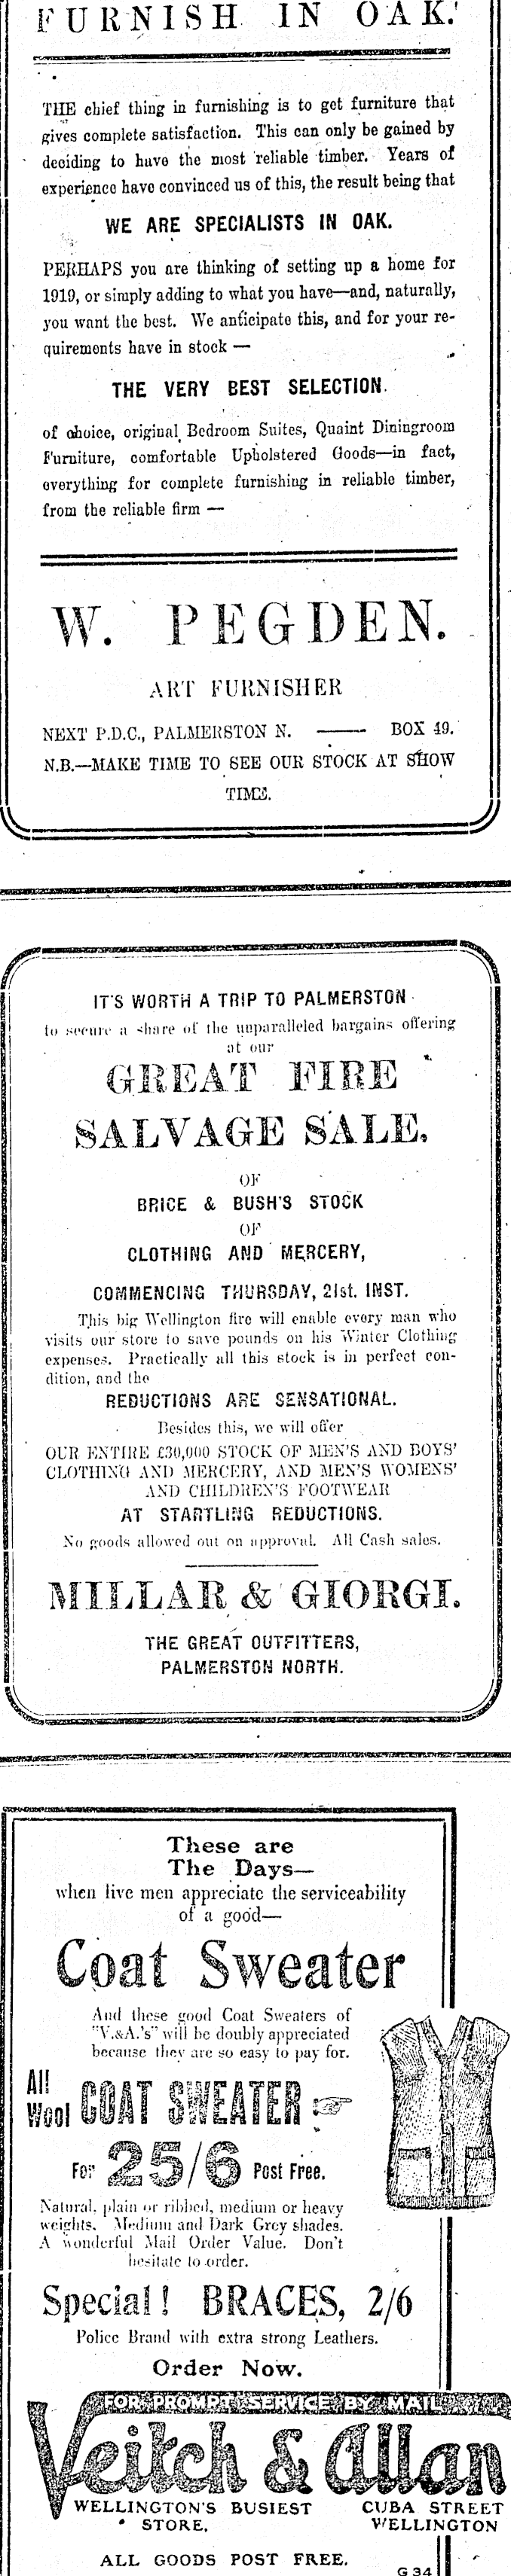 FURNISH IN OAK.
THE chief thing in furnishing is to get furniture that
gives complete satisfaction. This can only be gained by
deciding to have the most reliable timber. Years of
experience have convinced us of this, the result being that
WE ARE SPECIALISTS IN OAK.
PERHAPS you are thinking of setting up a home for
1919, or simply adding to what you have—and, naturally,
you want the best. We anticipate this, and for your re-
quirements have in stock —
THE VERY BEST SELECTION
of choice, original Bedroom Suites, Quaint Diningroom
Furniture, comfortable Upholstered Goods—in fact,
everything for complete furnishing in reliable timber,
from the reliable firm —
W. PEGDEN.
ART FURNISHER
NEXT P.D.C., PALMERSTON N. —— BOX 49.
N.B.—MAKE TIME TO SEE OUR STOCK AT SHOW
TIME.
IT'S WORTH A TRIP TO PALMERSTON
to secure a share of the unparalleled bargains offering
at our
GREAT FIRE
SALVAGE SALE.
OF
BRICE & BUSH'S STOCK
OF
CLOTHING AND MERCERY,
COMMENCING THURSDAY, 21st. INST.
This big Wellington fire will enable every man who
visits our store to save pounds on his Winter Clothing
expenses. Practically all this stock is in perfect con-
dition, and the
REDUCTIONS ARE SENSATIONAL.
Besides this, we will offer
OUR ENTIRE £30,000 STOCK OF MEN'S AND BOYS'
CLOTHING AND MERCERY, AND MEN'S WOMENS'
AND CHILDREN'S FOOTWEAR
AT STARTLING REDUCTIONS.
No goods allowed out on approval. All Cash sales.
MILLAR & GIORGI.
THE GREAT OUTFITTERS,
PALMERSTON NORTH.
These are
The Days—
when live men appreciate the serviceability
of a good—
Coat Sweater
And these good Coat Sweaters of
"V.&A.'s" will be doubly appreciated
because they are so easy to pay for.
All Wool COAT SWEATER
For 25/6 Post Free.
Natural, plain or ribbed, medium or heavy
weights. Medium and Dark Grey shades.
A wonderful Mail Order Value. Don't
hesitate to order.
Special! BRACES, 2/6
Police Brand with extra strong Leathers.
Order Now.
FOR PROMPT SERVICE BY MAIL
Veitch & Allan
WELLINGTON'S BUSIEST STORE.
CUBA STREET WELLINGTON
ALL GOODS POST FREE.
G 34